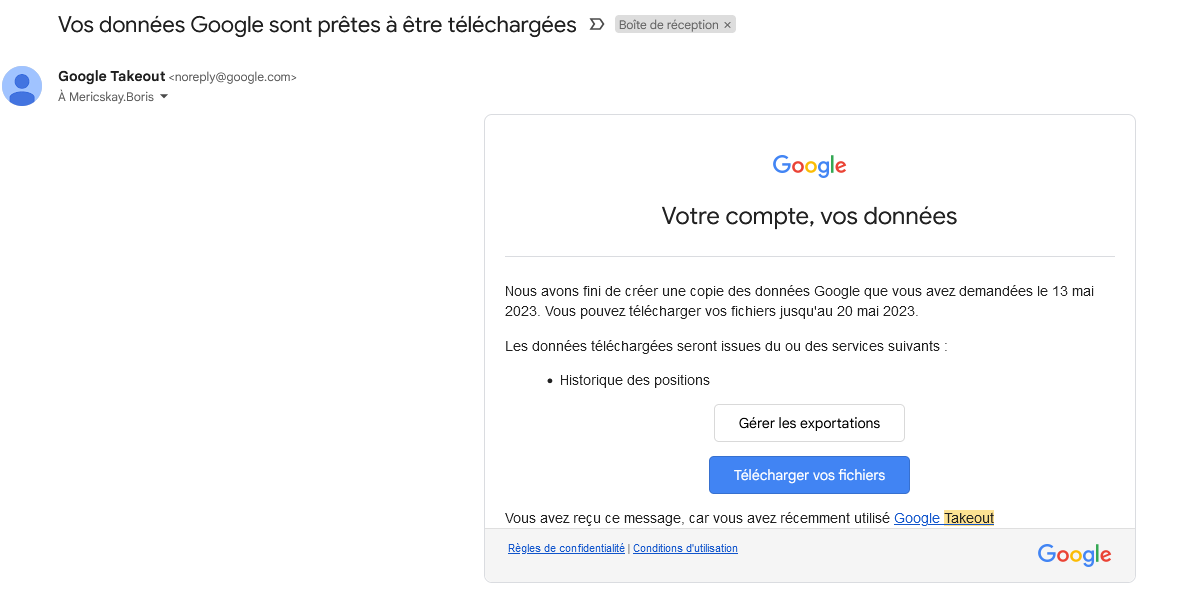 Vos données Google sont prêtes à être téléchargées Boîte de réception ×
Google Takeout <noreply@google.com>
À Mericskay.Boris
Google
Votre compte, vos données
Nous avons fini de créer une copie des données Google que vous avez demandées le 13 mai
2023. Vous pouvez télécharger vos fichiers jusqu'au 20 mai 2023.
Les données téléchargées seront issues du ou des services suivants :
• Historique des positions
Gérer les exportations
Télécharger vos fichiers
Vous avez reçu ce message, car vous avez récemment utilisé Google Takeout
Règles de confidentialité | Conditions d'utilisation
Google